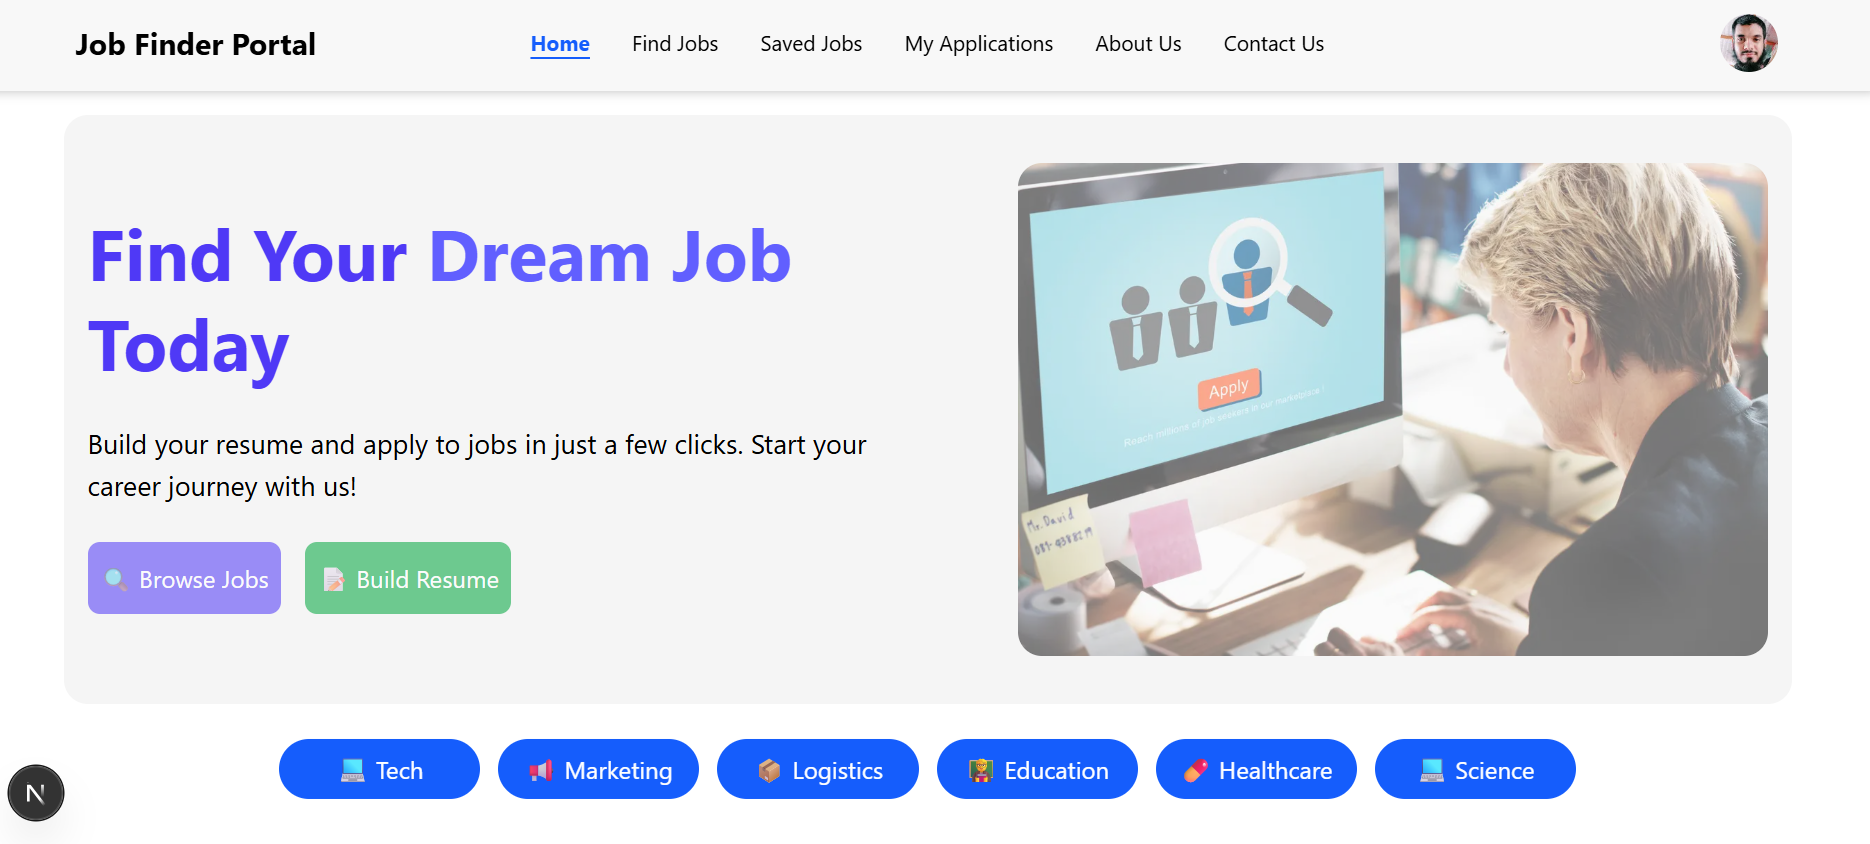 Job Finder Portal
Home
Find Jobs
Saved Jobs
My Applications
About Us
Contact Us
Find Your Dream Job
Today
Build your resume and apply to jobs in just a few clicks. Start your
career journey with us!
🔍 Browse Jobs
📝 Build Resume
Apply
Reach millions of job seekers in our marketplace !
Mr. David
💻 Tech
📢 Marketing
📦 Logistics
👩‍🏫 Education
💊 Healthcare
💻 Science
N